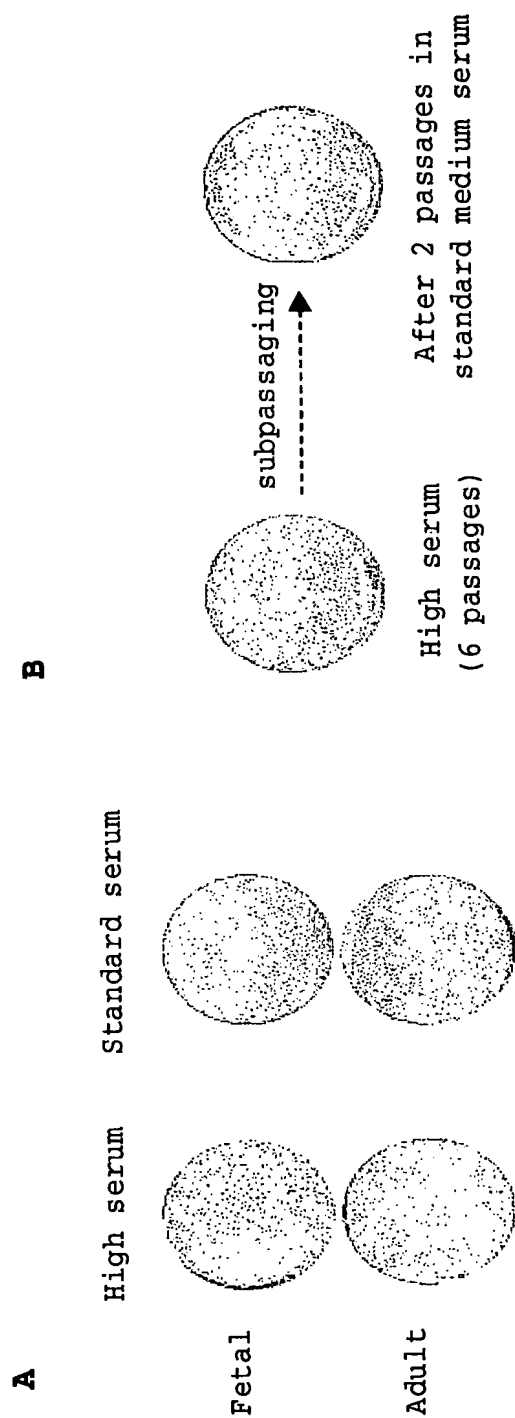 A
High serum
Standard serum
Fetal
Adult
B
subpassaging
High serum
(6 passages)
After 2 passages in
standard medium serum